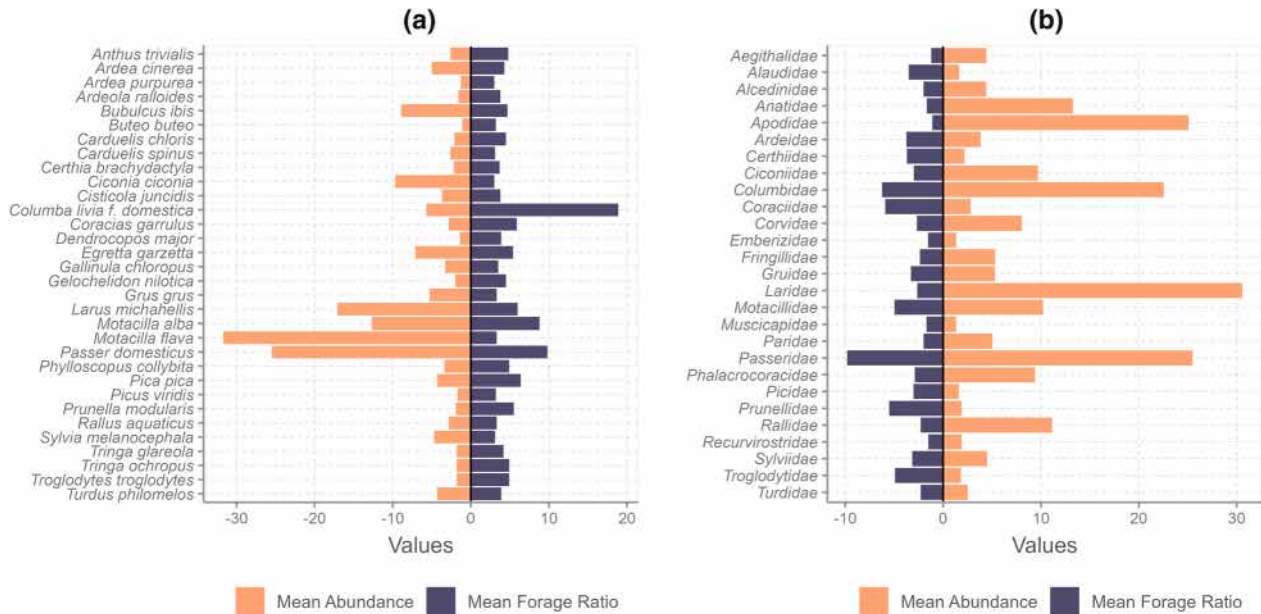 (a)
Anthus trivialis
Ardea cinerea
Ardea purpurea
Ardeola ralloides
Bubulcus ibis
Buteo buteo
Carduelis chloris
Carduelis spinus
Certhia brachydactyla
Ciconia ciconia
Cisticola juncidis
Columba livia f. domestica
Coracias garrulus
Dendrocopos major
Egretta garzetta
Gallinula chloropus
Gelochelidon nilotica
Grus grus
Larus michahellis
Motacilla alba
Motacilla flava
Passer domesticus
Phylloscopus collybita
Pica pica
Picus viridis
Prunella modularis
Rallus aquaticus
Sylvia melanocephala
Tringa glareola
Tringa ochropus
Troglodytes troglodytes
Turdus philomelos
-30 -20 -10 0 10 20
Values
Mean Abundance Mean Forage Ratio
(b)
Aegithalidae
Alaudidae
Alcedinidae
Anatidae
Apodidae
Ardeidae
Certhiidae
Ciconiidae
Columbidae
Coraciidae
Corvidae
Emberizidae
Fringillidae
Gruidae
Laridae
Motacillidae
Muscicapidae
Paridae
Passeridae
Phalacrocoracidae
Picidae
Prunellidae
Rallidae
Recurvirostridae
Sylviidae
Troglodytidae
Turdidae
-10 0 10 20 30
Values
Mean Abundance Mean Forage Ratio